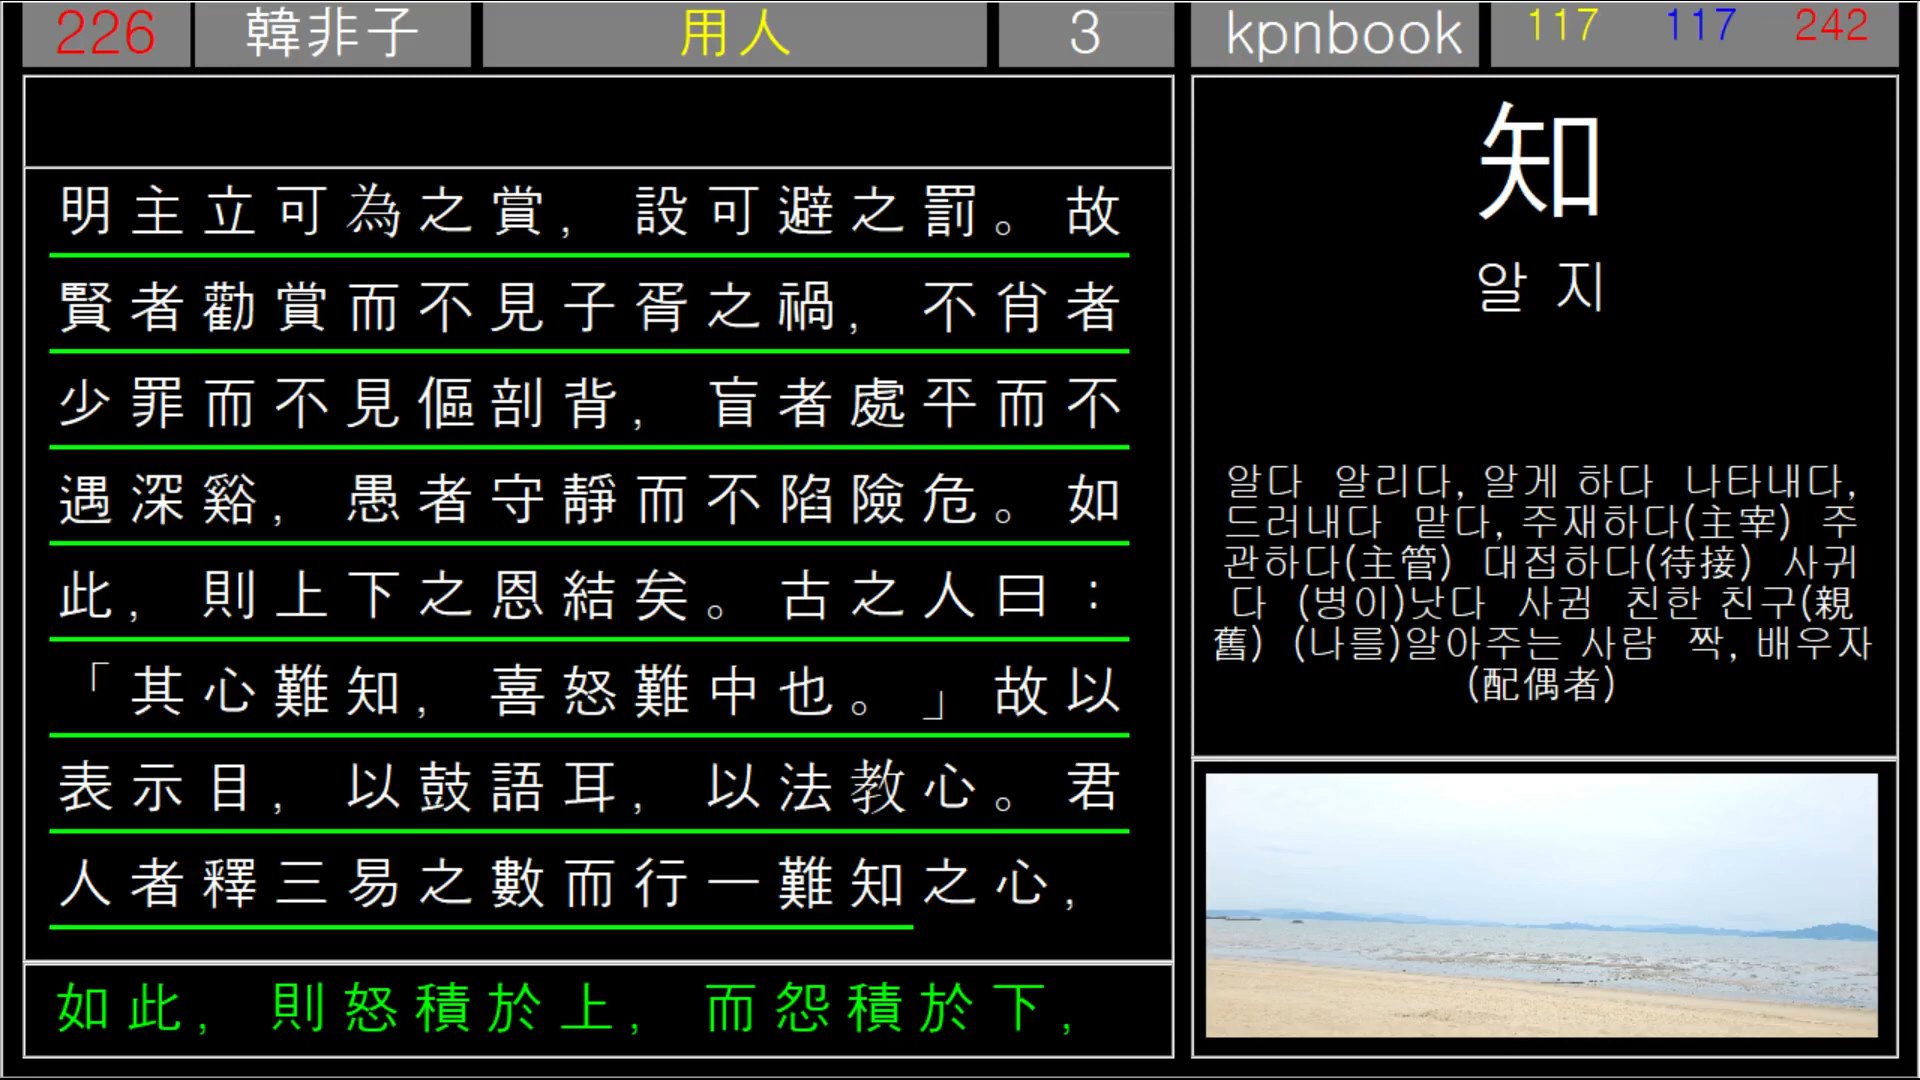 226 韓非子 用人 3 kpnbook 117 117 242
明主立可為之賞, 設可避之罰。故
賢者勸賞而不見子胥之禍, 不肖者
少罪而不見傴剖背, 盲者處平而不
遇深谿, 愚者守靜而不陷險危。如
此, 則上下之恩結矣。古之人曰:
「其心難知, 喜怒難中也。」故以
表示目, 以鼓語耳, 以法教心。君
人者釋三易之數而行一難知之心,
如此, 則怒積於上, 而怨積於下,
知
알 지
알다 알리다, 알게 하다 나타내다,
드러내다 맡다, 주재하다(主宰) 주
관하다(主管) 대접하다(待接) 사귀
다 (병이)낫다 사귐 친한 친구(親
舊) (나를)알아주는 사람 짝, 배우자
(配偶者)